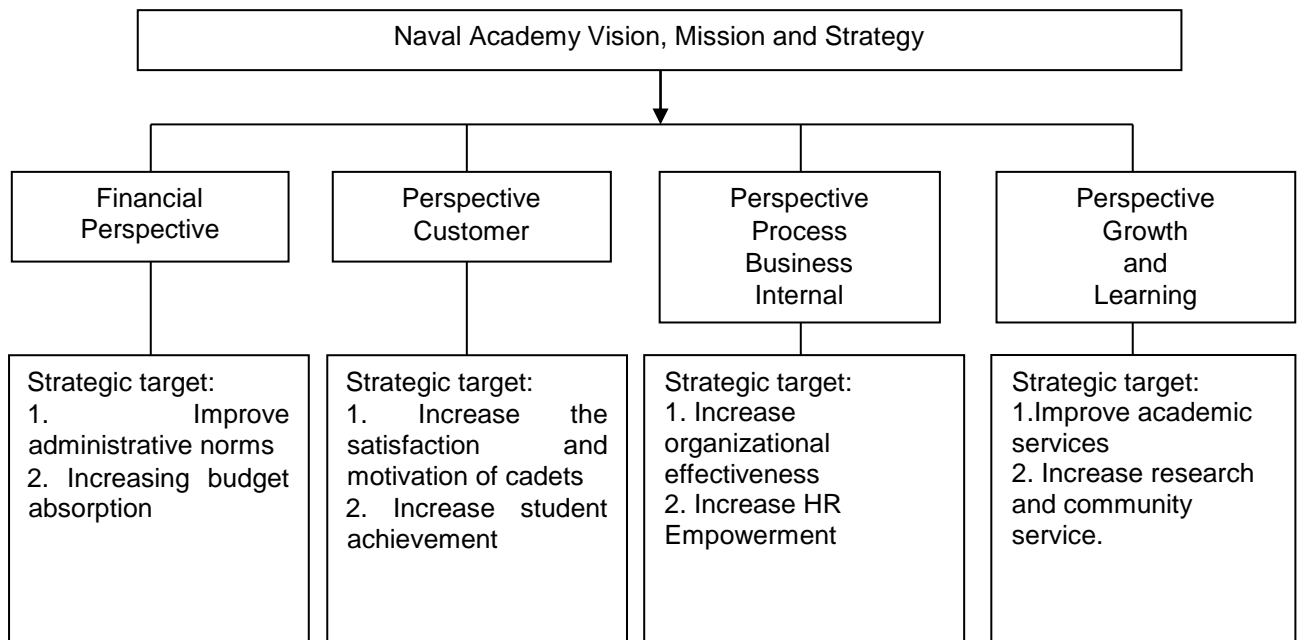 Naval Academy Vision, Mission and Strategy
Financial
Perspective
Perspective
Customer
Perspective
Process
Business
Internal
Perspective
Growth
and
Learning
Strategic target:
1. Improve
administrative norms
2. Increasing budget
absorption
Strategic target:
1. Increase the
satisfaction and
motivation of cadets
2. Increase student
achievement
Strategic target:
1. Increase
organizational
effectiveness
2. Increase HR
Empowerment
Strategic target:
1.Improve academic
services
2. Increase research
and community
service.